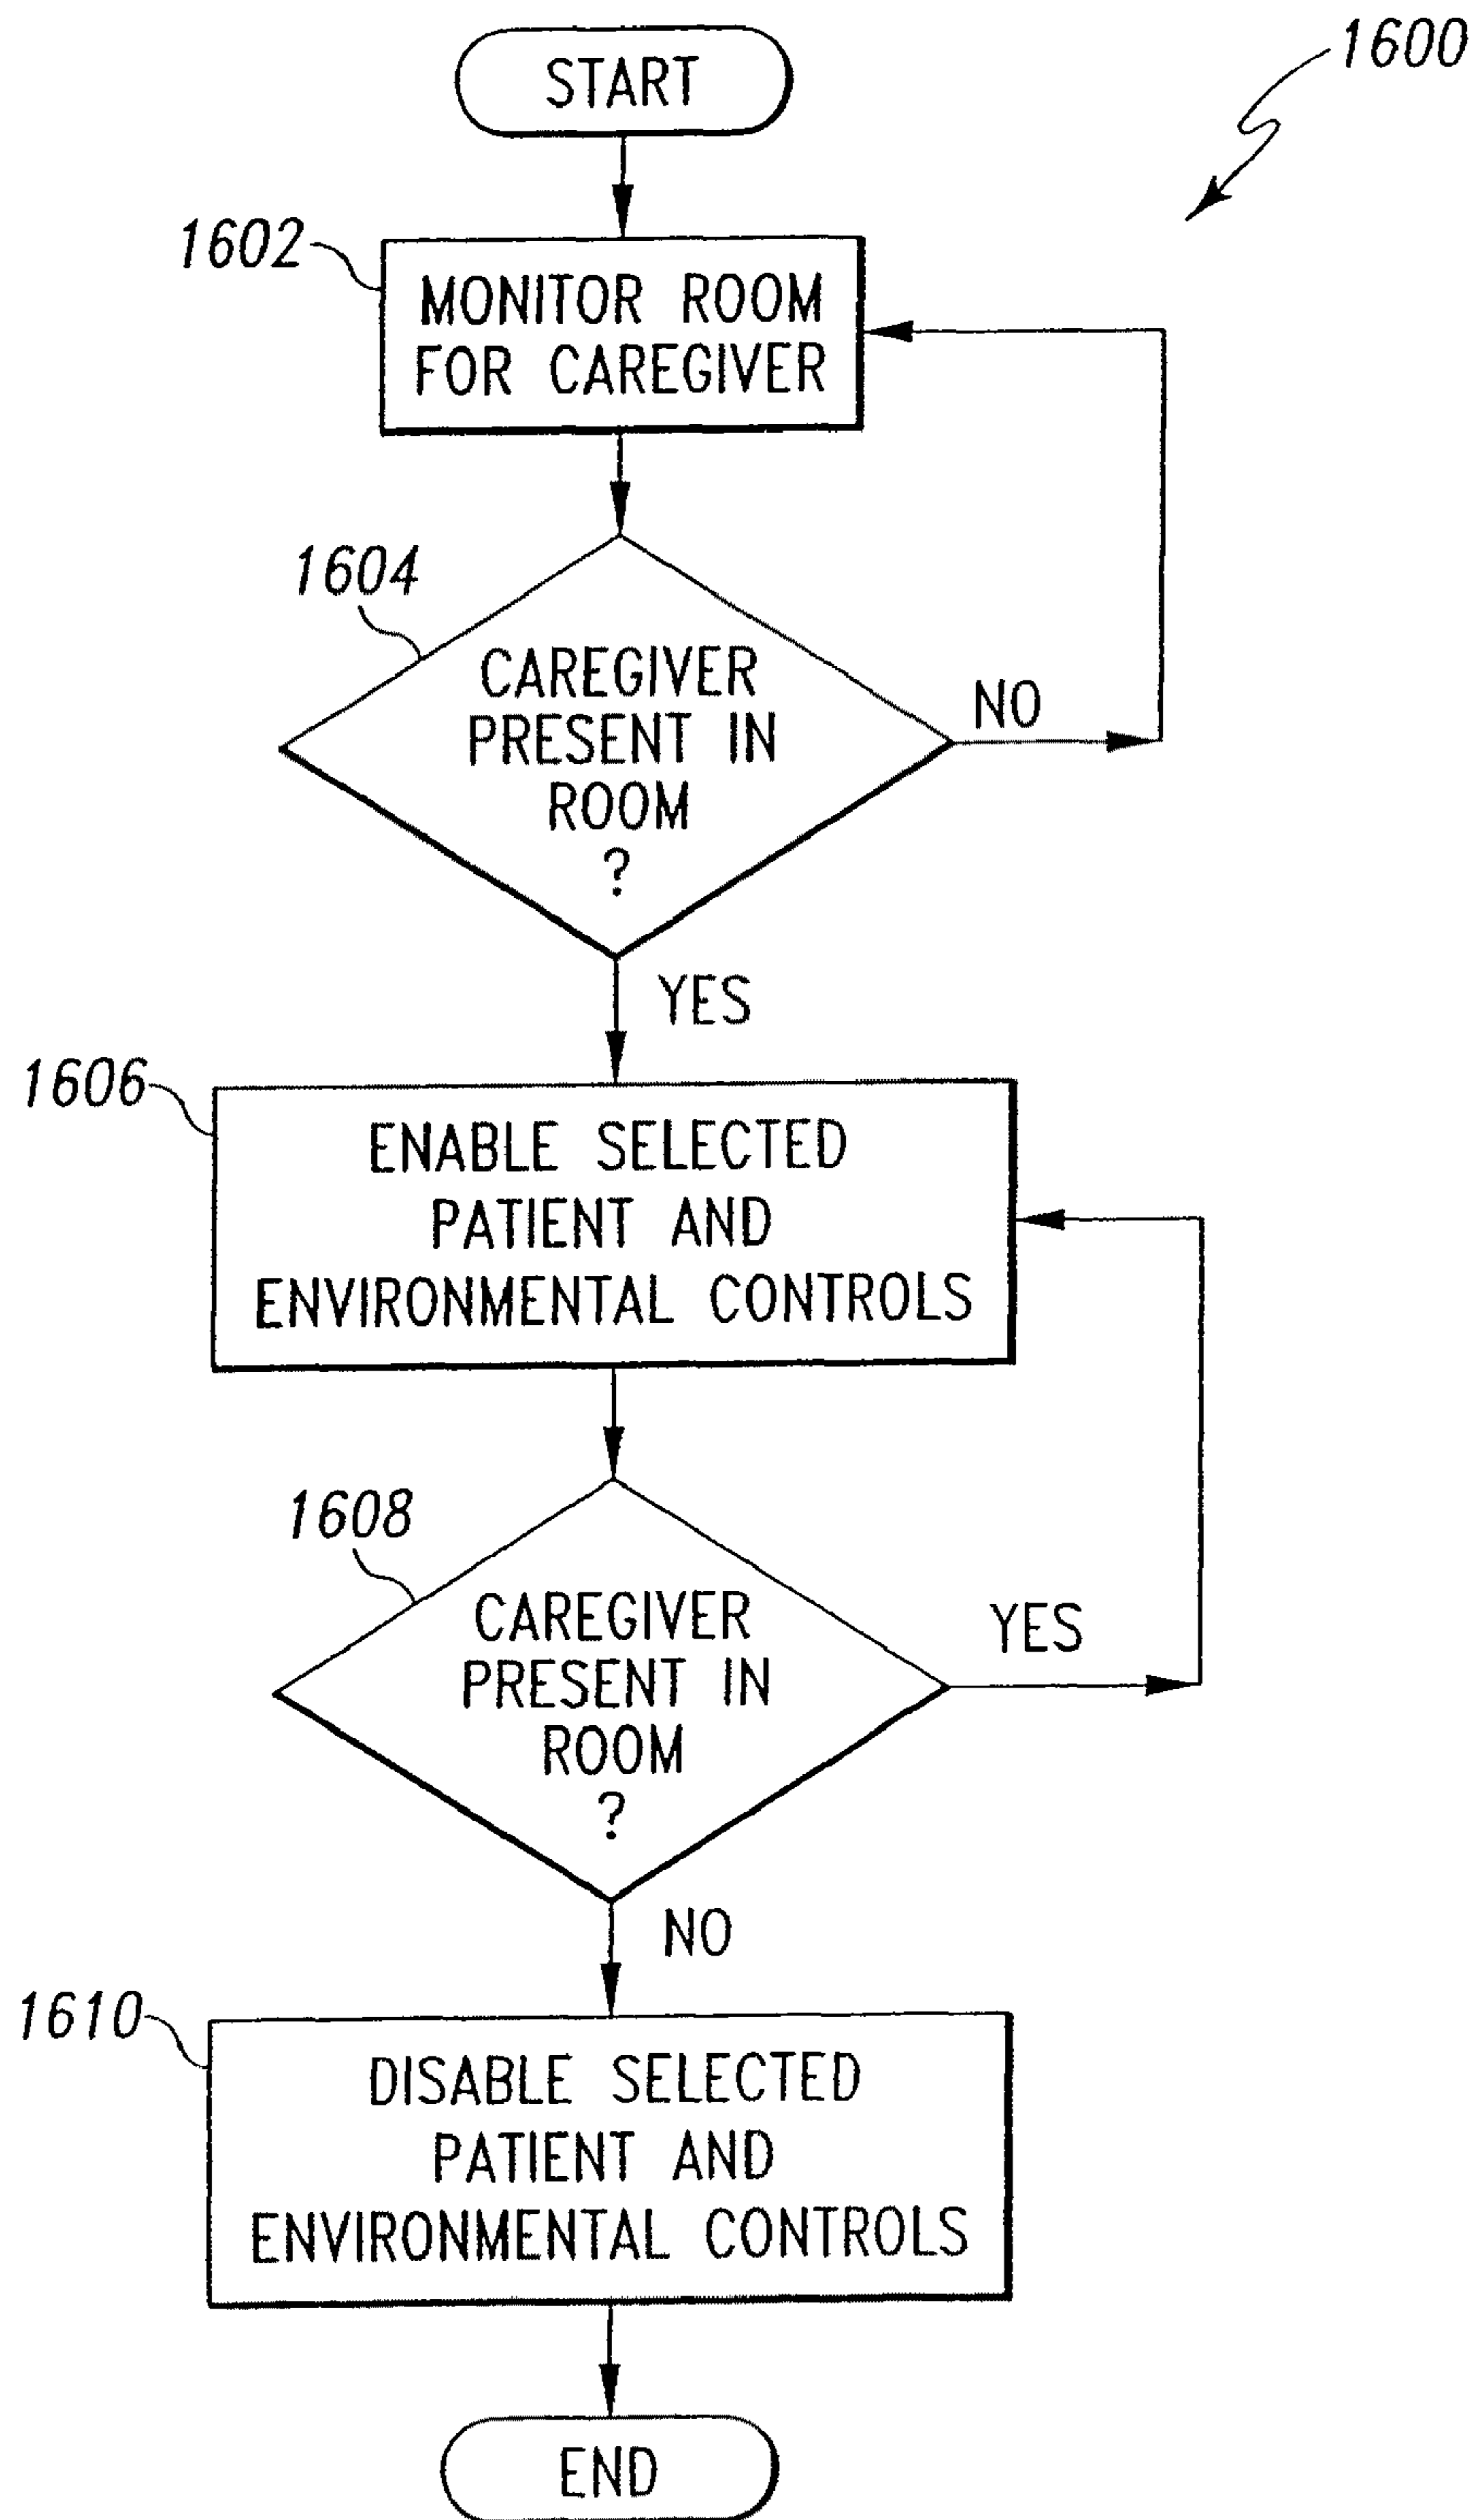 1600
START
1602
MONITOR ROOM
FOR CAREGIVER
1604
CAREGIVER
PRESENT IN
ROOM
?
NO
YES
1606
ENABLE SELECTED
PATIENT AND
ENVIRONMENTAL CONTROLS
1608
CAREGIVER
PRESENT IN
ROOM
?
YES
NO
1610
DISABLE SELECTED
PATIENT AND
ENVIRONMENTAL CONTROLS
END